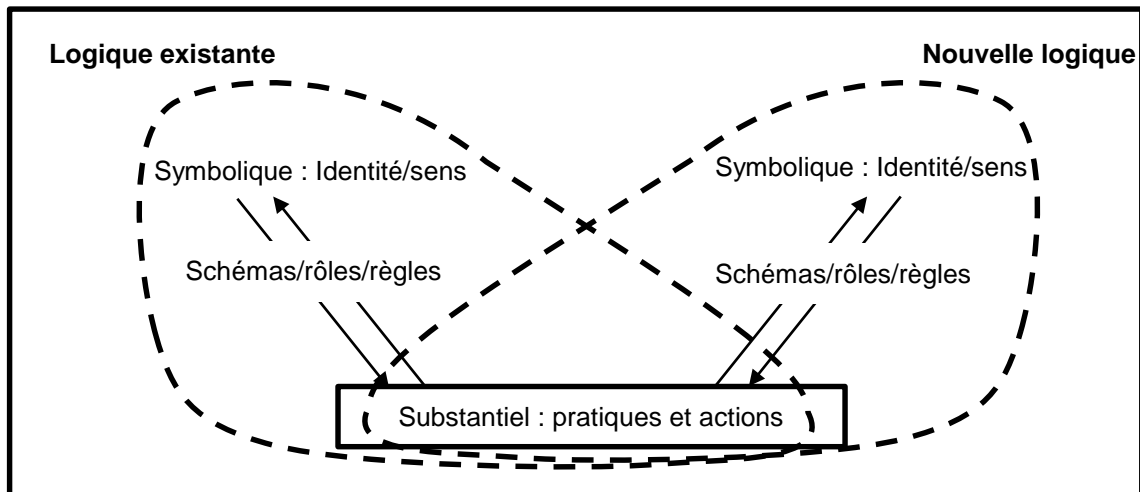 Logique existante
Nouvelle logique
Symbolique : Identité/sens
Symbolique : Identité/sens
Schémas/rôles/règles
Schémas/rôles/règles
Substantiel : pratiques et actions